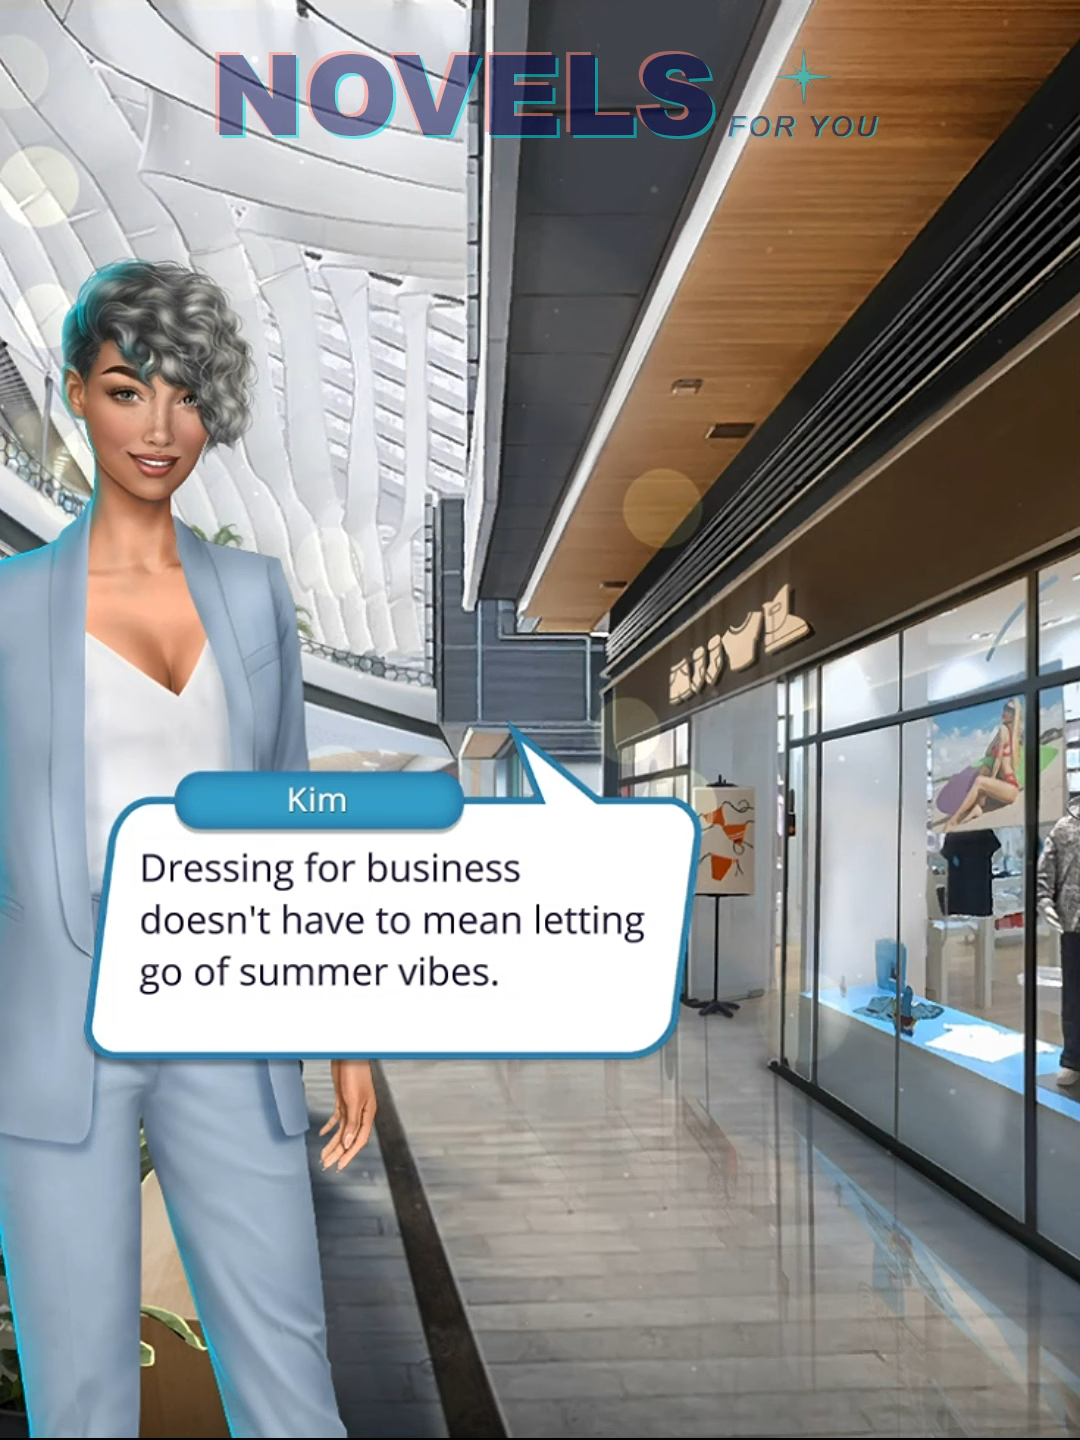 NOVELS
FOR YOU
Kim
Dressing for business
doesn't have to mean letting
go of summer vibes.